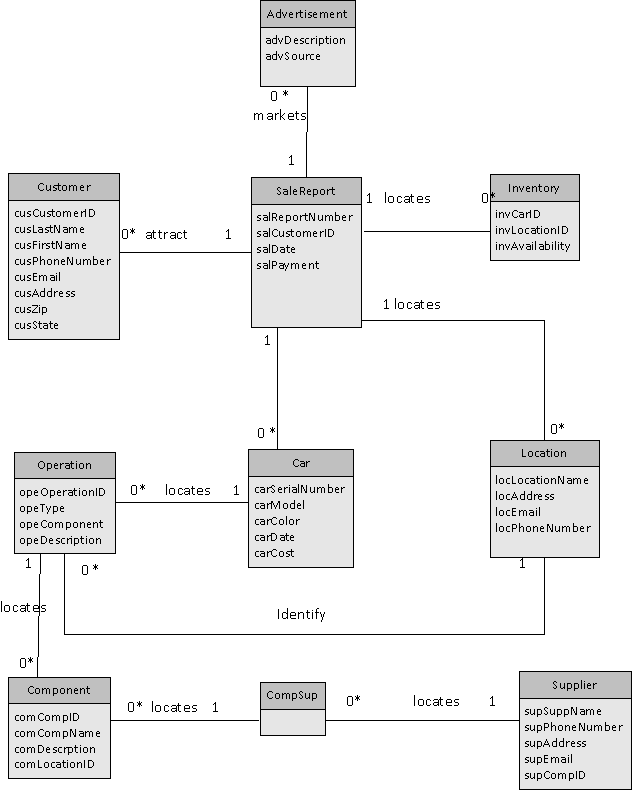 Advertisement
advDescription
advSource
0 *
markets
1
Customer
cusCustomerID
cusLastName
cusFirstName
cusPhoneNumber
cusEmail
cusAddress
cusZip
cusState
0* attract 1
SaleReport
salReportNumber
salCustomerID
salDate
salPayment
1 locates 0*
Inventory
invCarID
invLocationID
invAvailability
1 locates
0*
1
0 *
Operation
opeOperationID
opeType
opeComponent
opeDescription
0* locates 1
Car
carSerialNumber
carModel
carColor
carDate
carCost
Location
locLocationName
locAddress
locEmail
locPhoneNumber
1
0 *
1
locates
Identify
0*
Component
comCompID
comCompName
comDescrption
comLocationID
0* locates 1
CompSup
0* locates 1
Supplier
supSuppName
supPhoneNumber
supAddress
supEmail
supCompID